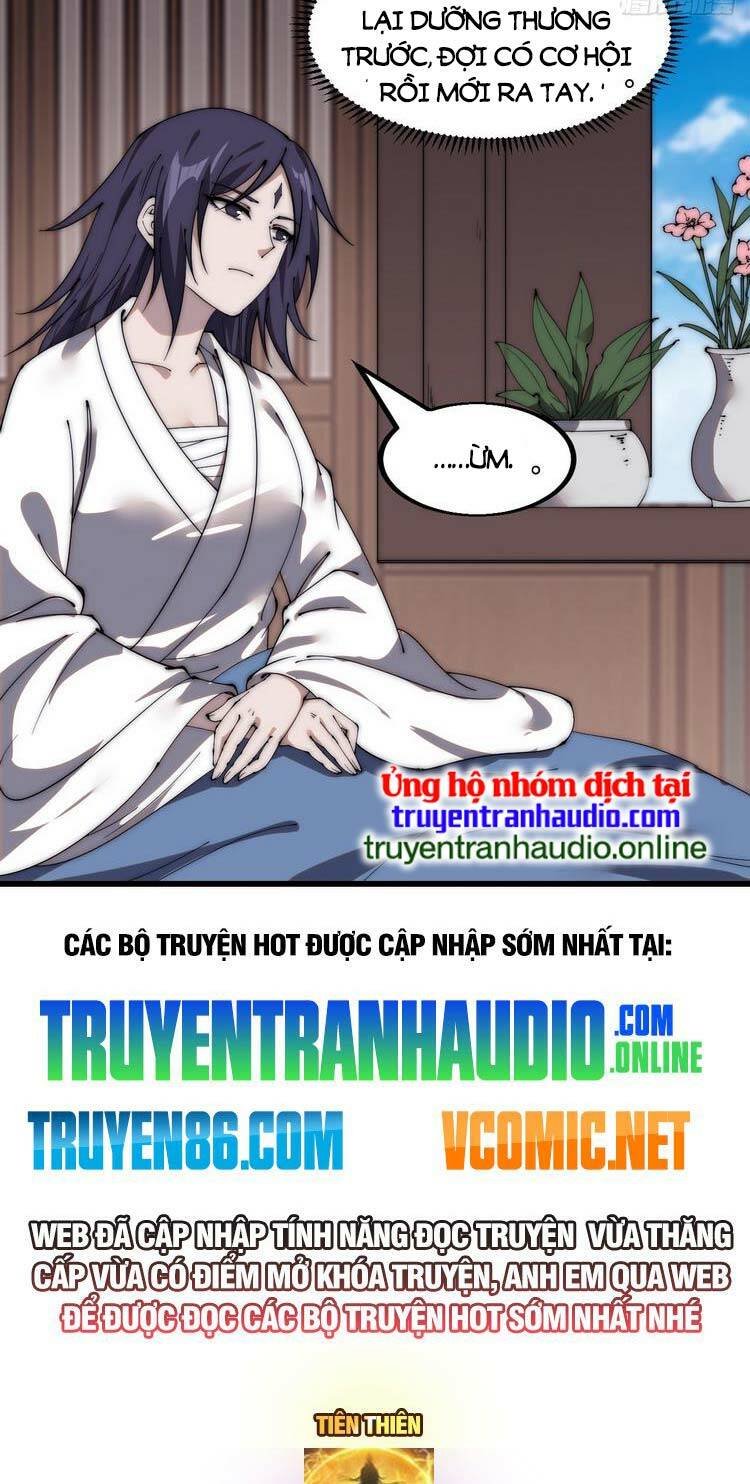 LẠI DƯỠNG THƯƠNG
TRƯỚC, ĐỢI CÓ CƠ HỘI
RỒI MỚI RA TAY.
......ỪM.
Ủng hộ nhóm dịch tại
truyentranhaudio.com
truyentranhaudio.online
CÁC BỘ TRUYỆN HOT ĐƯỢC CẬP NHẬP SỚM NHẤT TẠI:
TRUYENTRANHAUDIO.COM
.ONLINE
TRUYEN86.COM VCOMIC.NET
WEB ĐÃ CẬP NHẬP TÍNH NĂNG ĐỌC TRUYỆN VỪA THĂNG
CẤP VỪA CÓ ĐIỂM MỞ KHÓA TRUYỆN, ANH EM QUA WEB
ĐỂ ĐƯỢC ĐỌC CÁC BỘ TRUYỆN HOT SỚM NHẤT NHÉ
TIÊN THIÊN